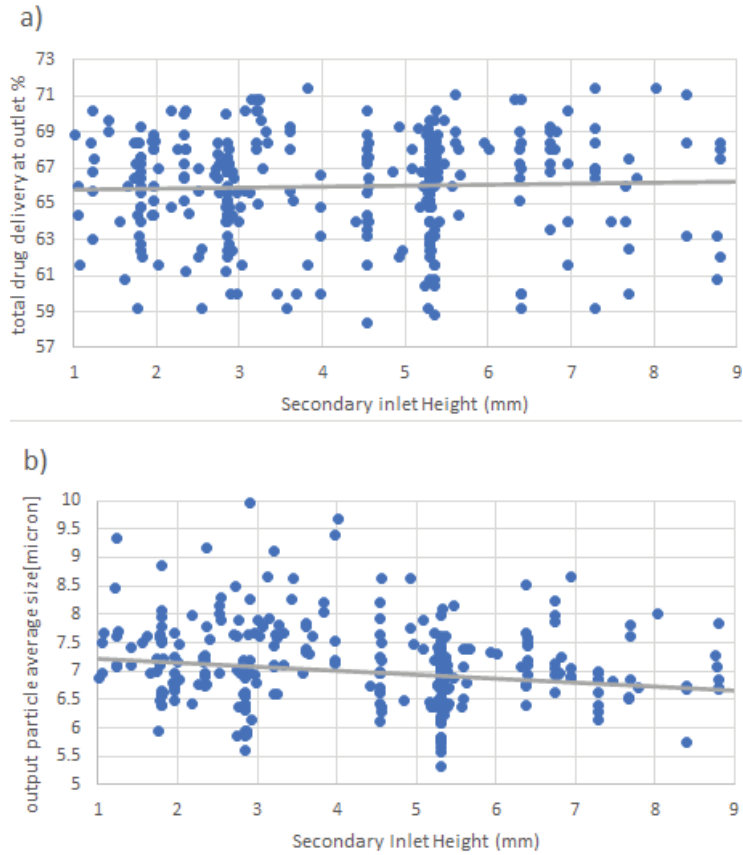 a)
total drug delivery at outlet %
73
71
69
67
65
63
61
59
57
1 2 3 4 5 6 7 8 9
Secondary inlet Height (mm)
b)
output particle average size[micron]
10
9.5
9
8.5
8
7.5
7
6.5
6
5.5
5
1 2 3 4 5 6 7 8 9
Secondary Inlet Height (mm)